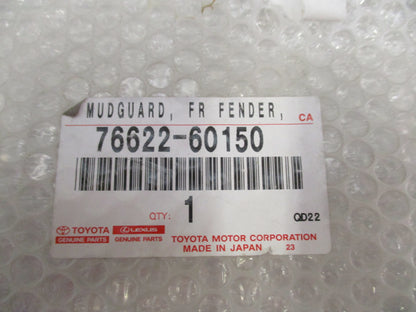 MUDGUARD, FR FENDER, CA
76622-60150
QTY: 1 QD22
TOYOTA LEXUS TOYOTA MOTOR CORPORATION
GENUINE PARTS GENUINE PARTS MADE IN JAPAN 23